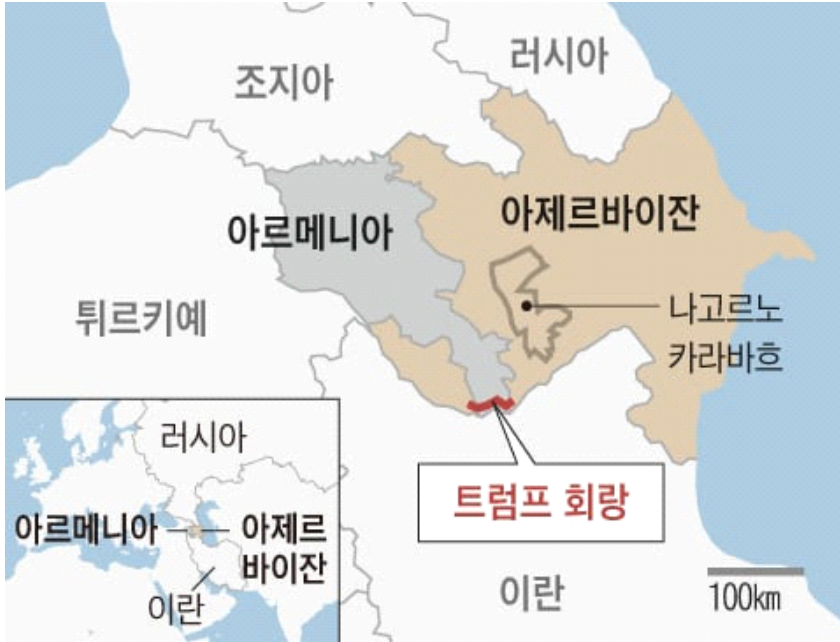 러시아
조지아
아제르바이잔
아르메니아
나고르노
카라바흐
튀르키예
트럼프 회랑
이란
100km
러시아
아르메니아
아제르
바이잔
이란